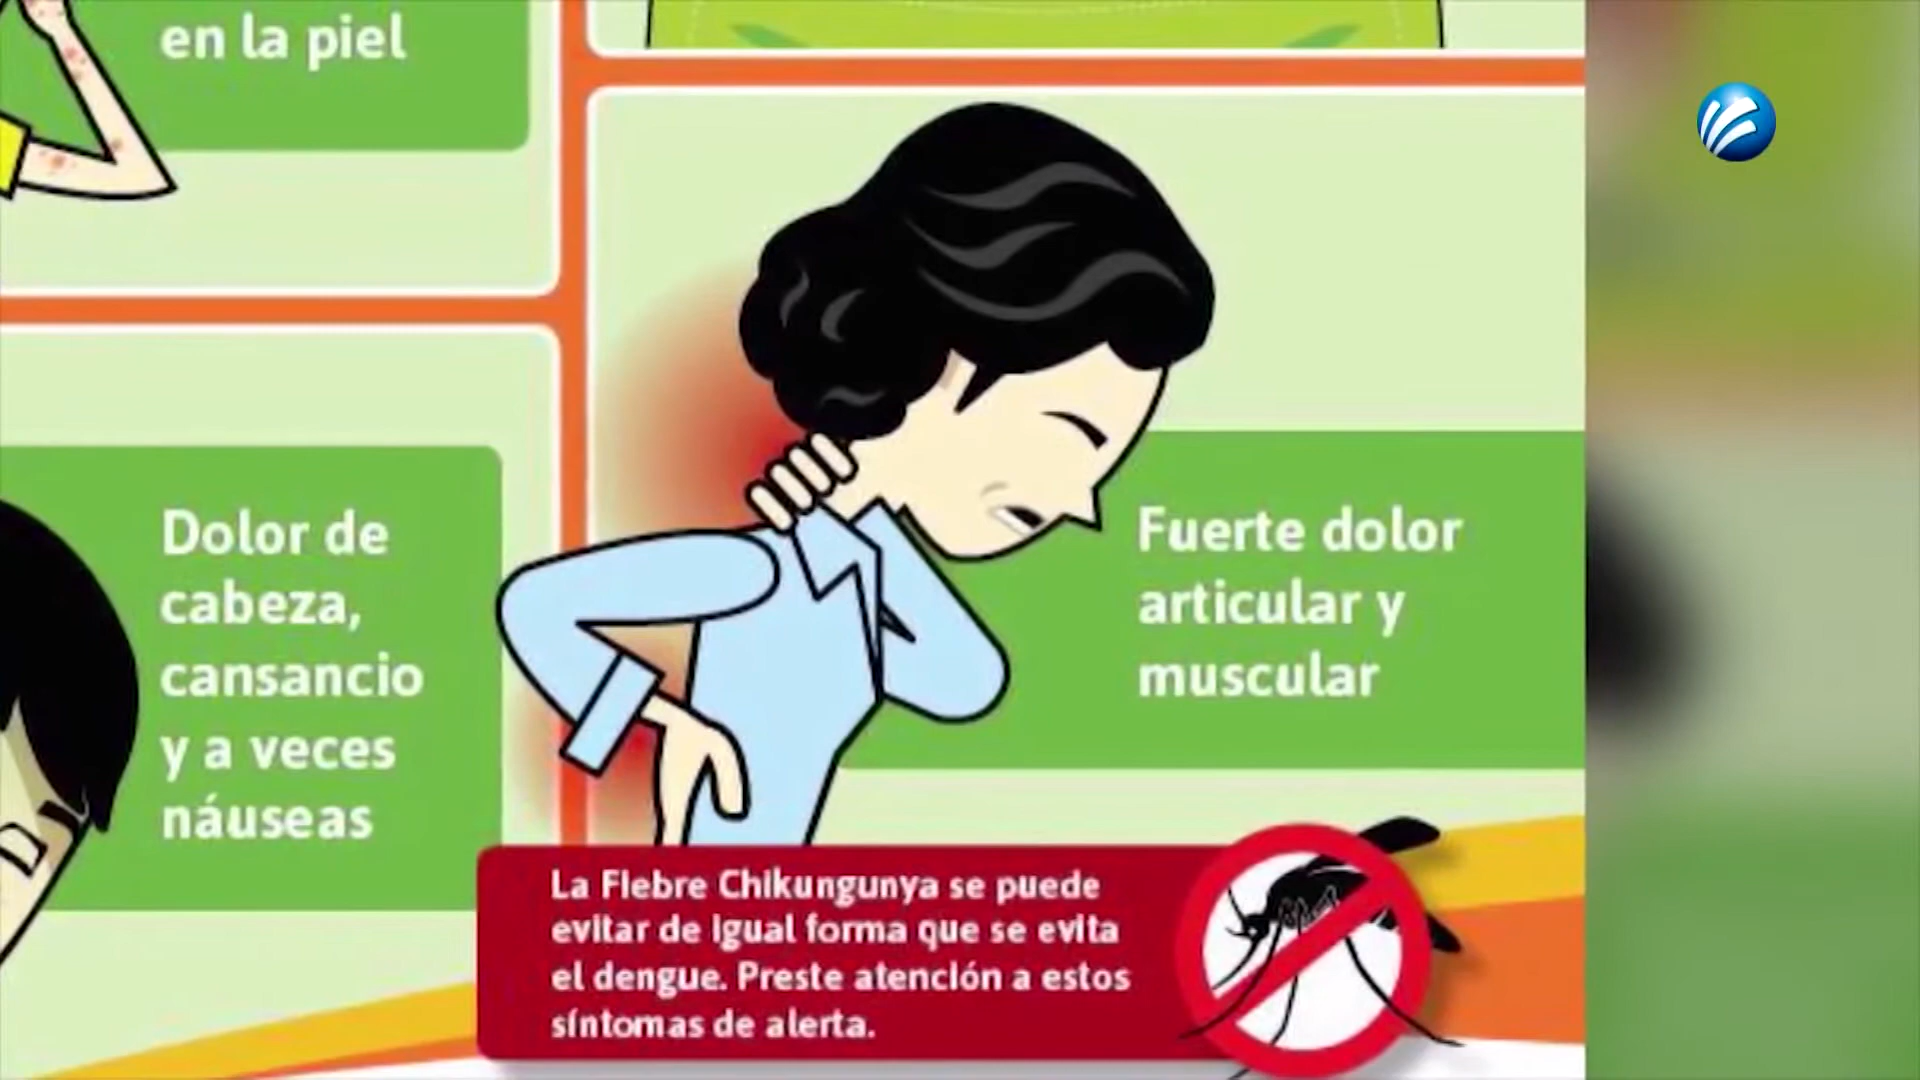 en la piel
Dolor de
cabeza,
cansancio
y a veces
náuseas
Fuerte dolor
articular y
muscular
La Fiebre Chikungunya se puede
evitar de igual forma que se evita
el dengue. Preste atención a estos
síntomas de alerta.